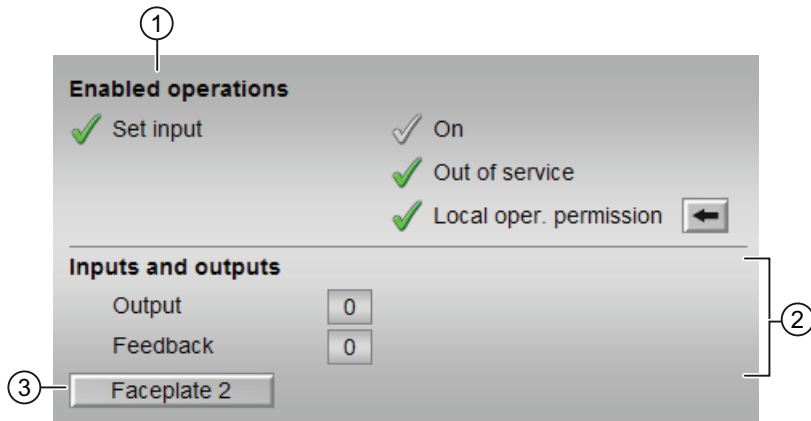 1
Enabled operations
Set input On
Out of service
Local oper. permission
Inputs and outputs
Output 0
2
Feedback 0
3 Faceplate 2